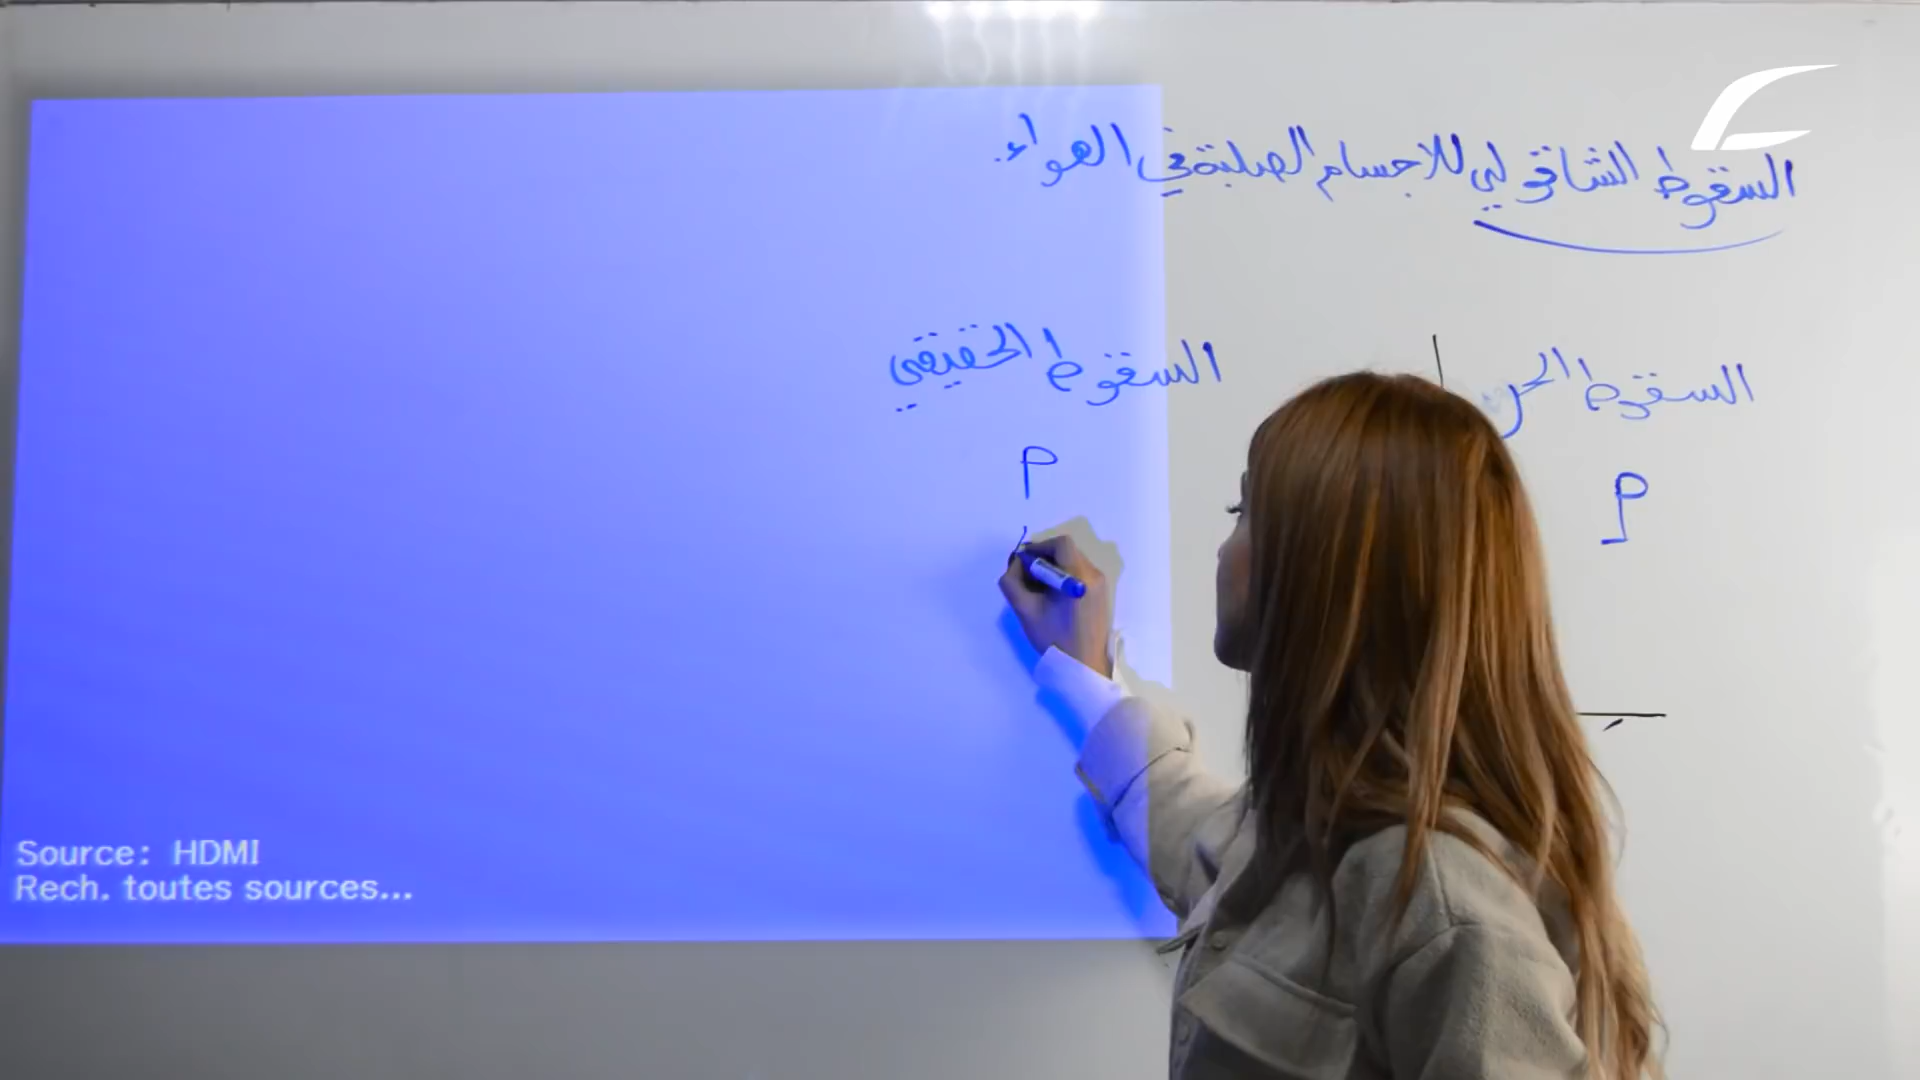 السقوط الشاقولي للاجسام الصلبة في الهواء.
السقوط الحر
السقوط الحقيقي
P
P
Source: HDMI
Rech. toutes sources...